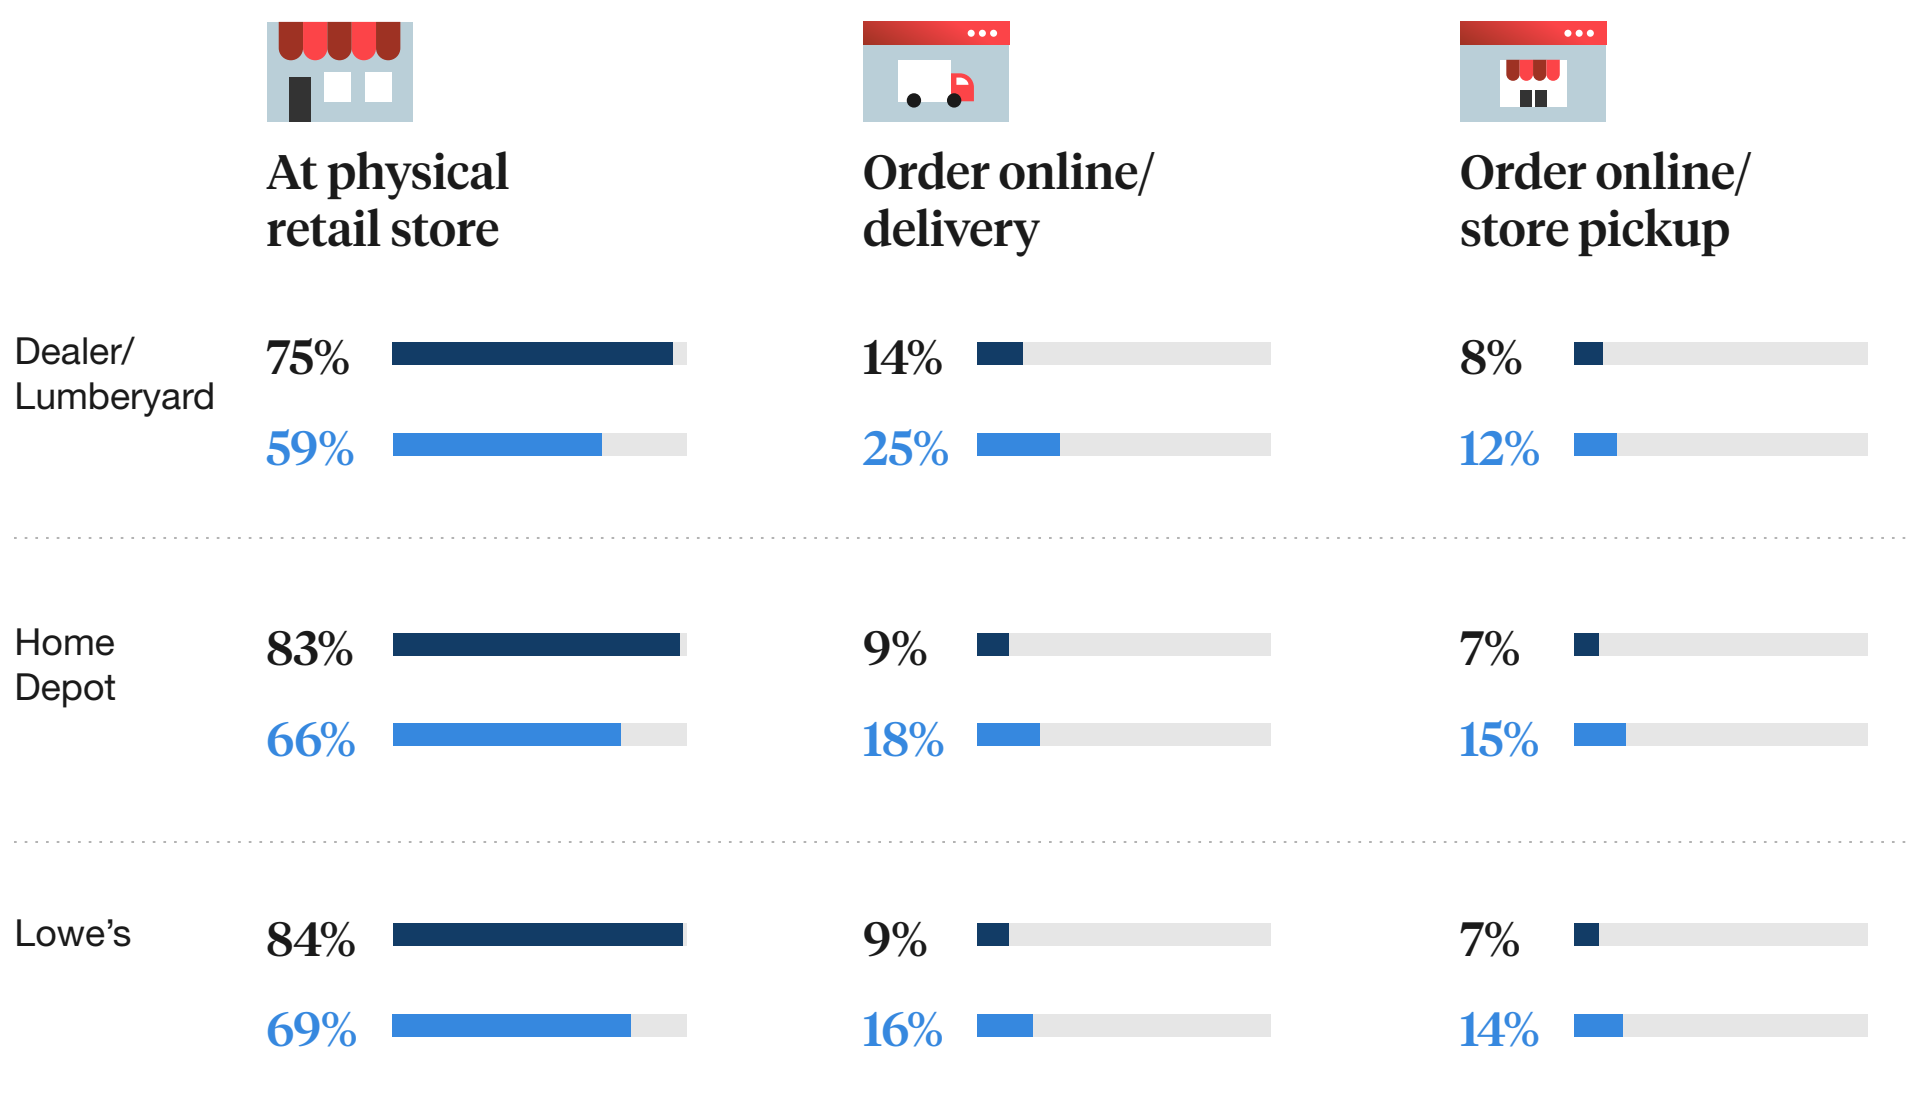 At physical
retail store
Order online/
delivery
Order online/
store pickup
Dealer/
Lumberyard
75%
14%
8%
59%
25%
12%
Home
Depot
83%
9%
7%
66%
18%
15%
Lowe’s
84%
9%
7%
69%
16%
14%